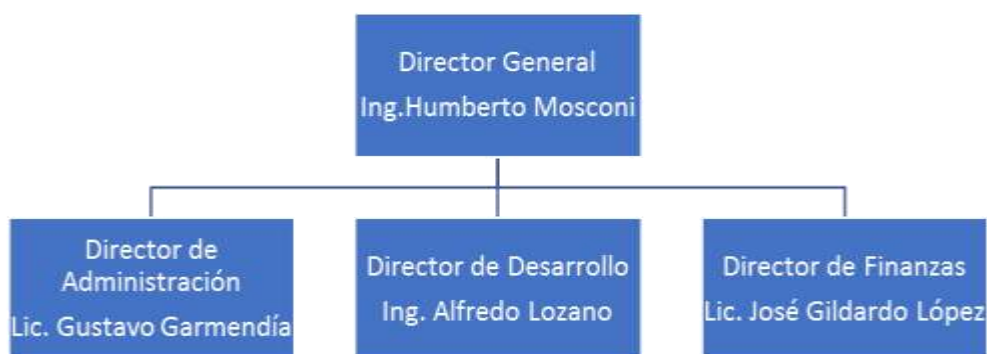 Director General
Ing.Humberto Mosconi
Director de
Administración
Lic. Gustavo Garmendía
Director de Desarrollo
Ing. Alfredo Lozano
Director de Finanzas
Lic. José Gildardo López